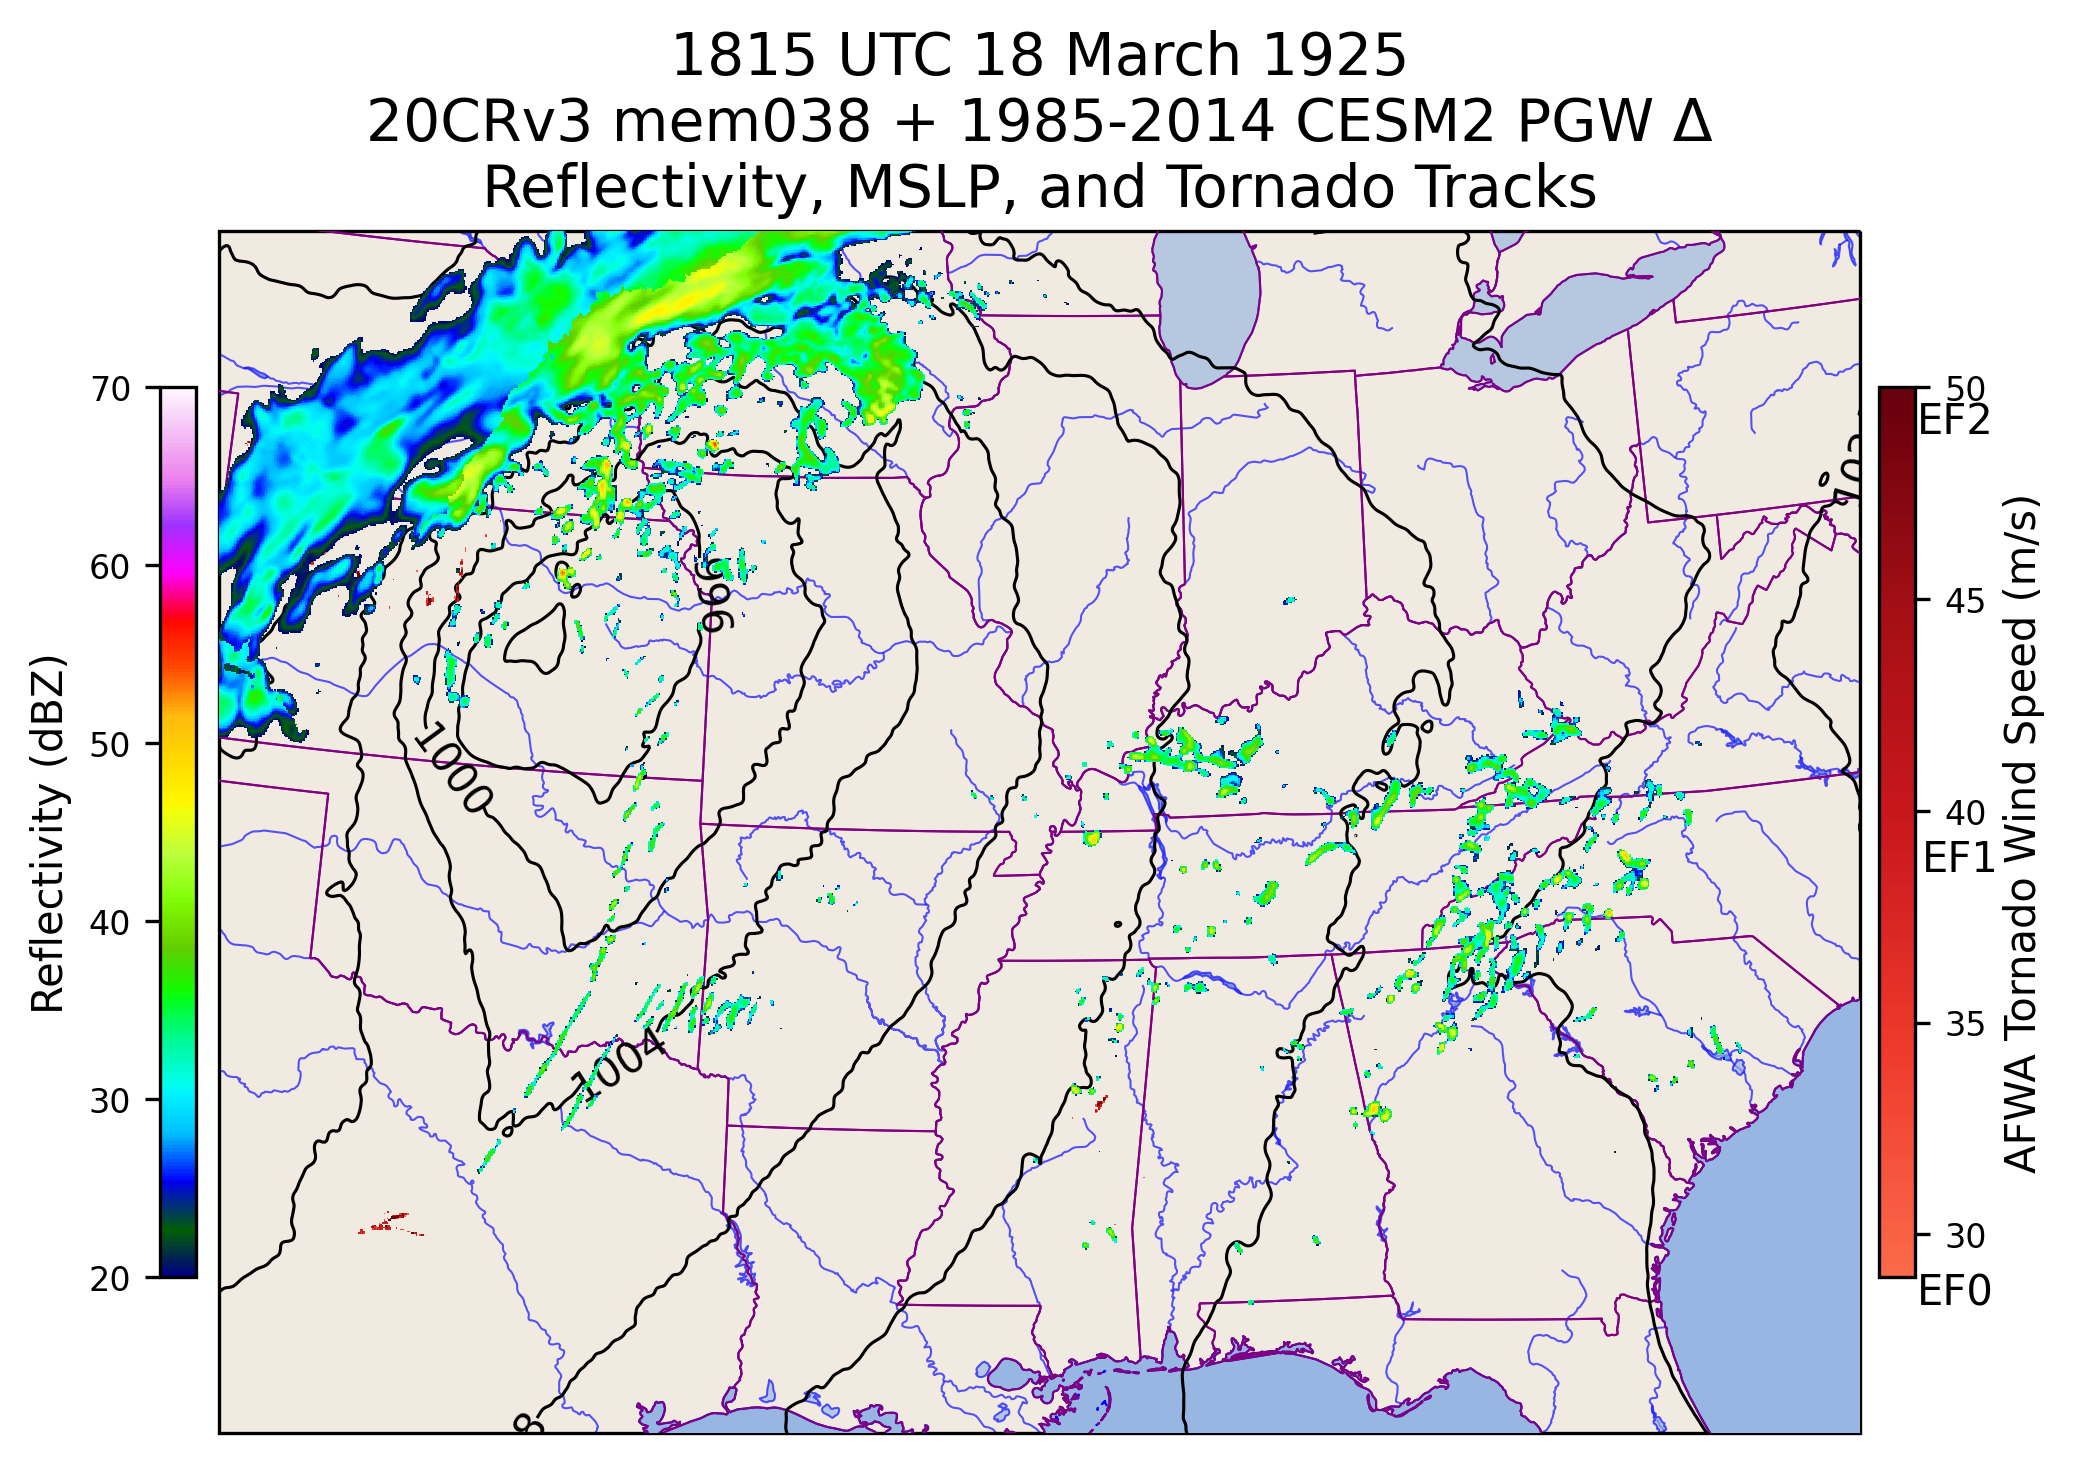 1815 UTC 18 March 1925
20CRv3 mem038 + 1985-2014 CESM2 PGW Δ
Reflectivity, MSLP, and Tornado Tracks
70
60
50
40
30
20
Reflectivity (dBZ)
996
1000
1004
8
50
EF2
45
40
EF1
35
30
EF0
AFWA Tornado Wind Speed (m/s)